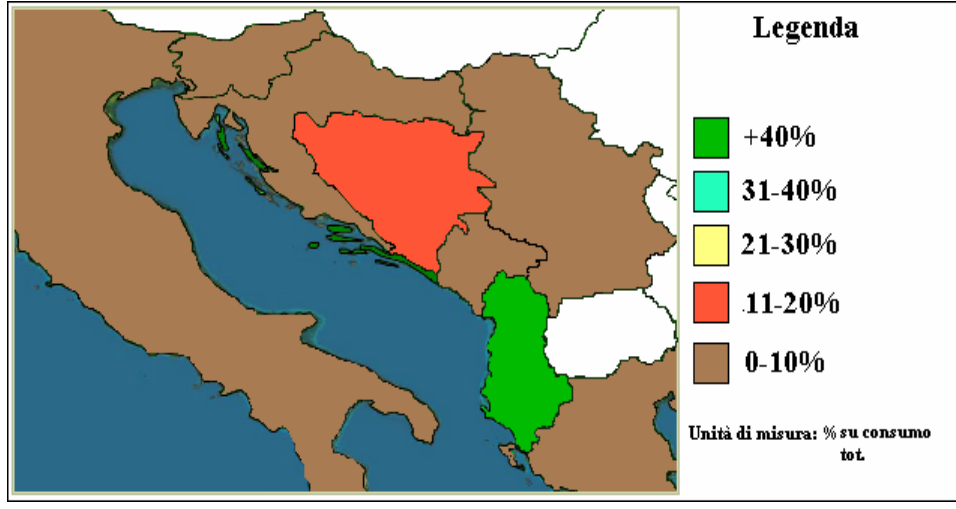 Legenda
+40%
31-40%
21-30%
.11-20%
0-10%
Unità di misura: % su consumo
tot.